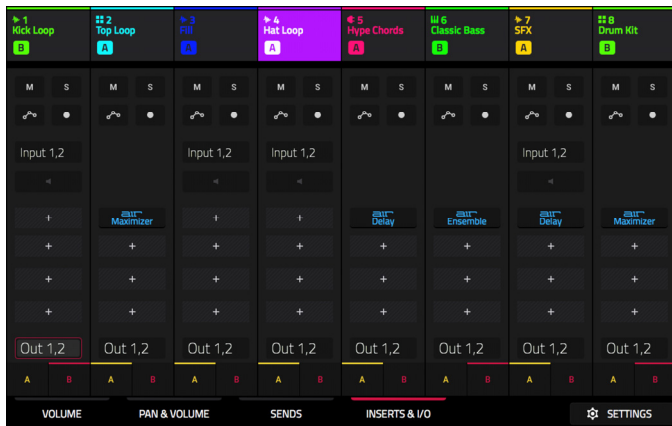 1 2 3 4 5 6 7 8
Kick Loop Top Loop Fill Hat Loop Hype Chords Classic Bass SFX Drum Kit
B A A A A B A B
M S M S M S M S M S M S M S M S
Input 1,2 Input 1,2 Input 1,2 Input 1,2
+ air Maximizer + + air Delay air Ensemble air Delay air Maximizer
+ + + + + + + +
+ + + + + + + +
+ + + + + + + +
Out 1,2 Out 1,2 Out 1,2 Out 1,2 Out 1,2 Out 1,2 Out 1,2 Out 1,2
A B A B A B A B A B A B A B A B
VOLUME PAN & VOLUME SENDS INSERTS & I/O SETTINGS